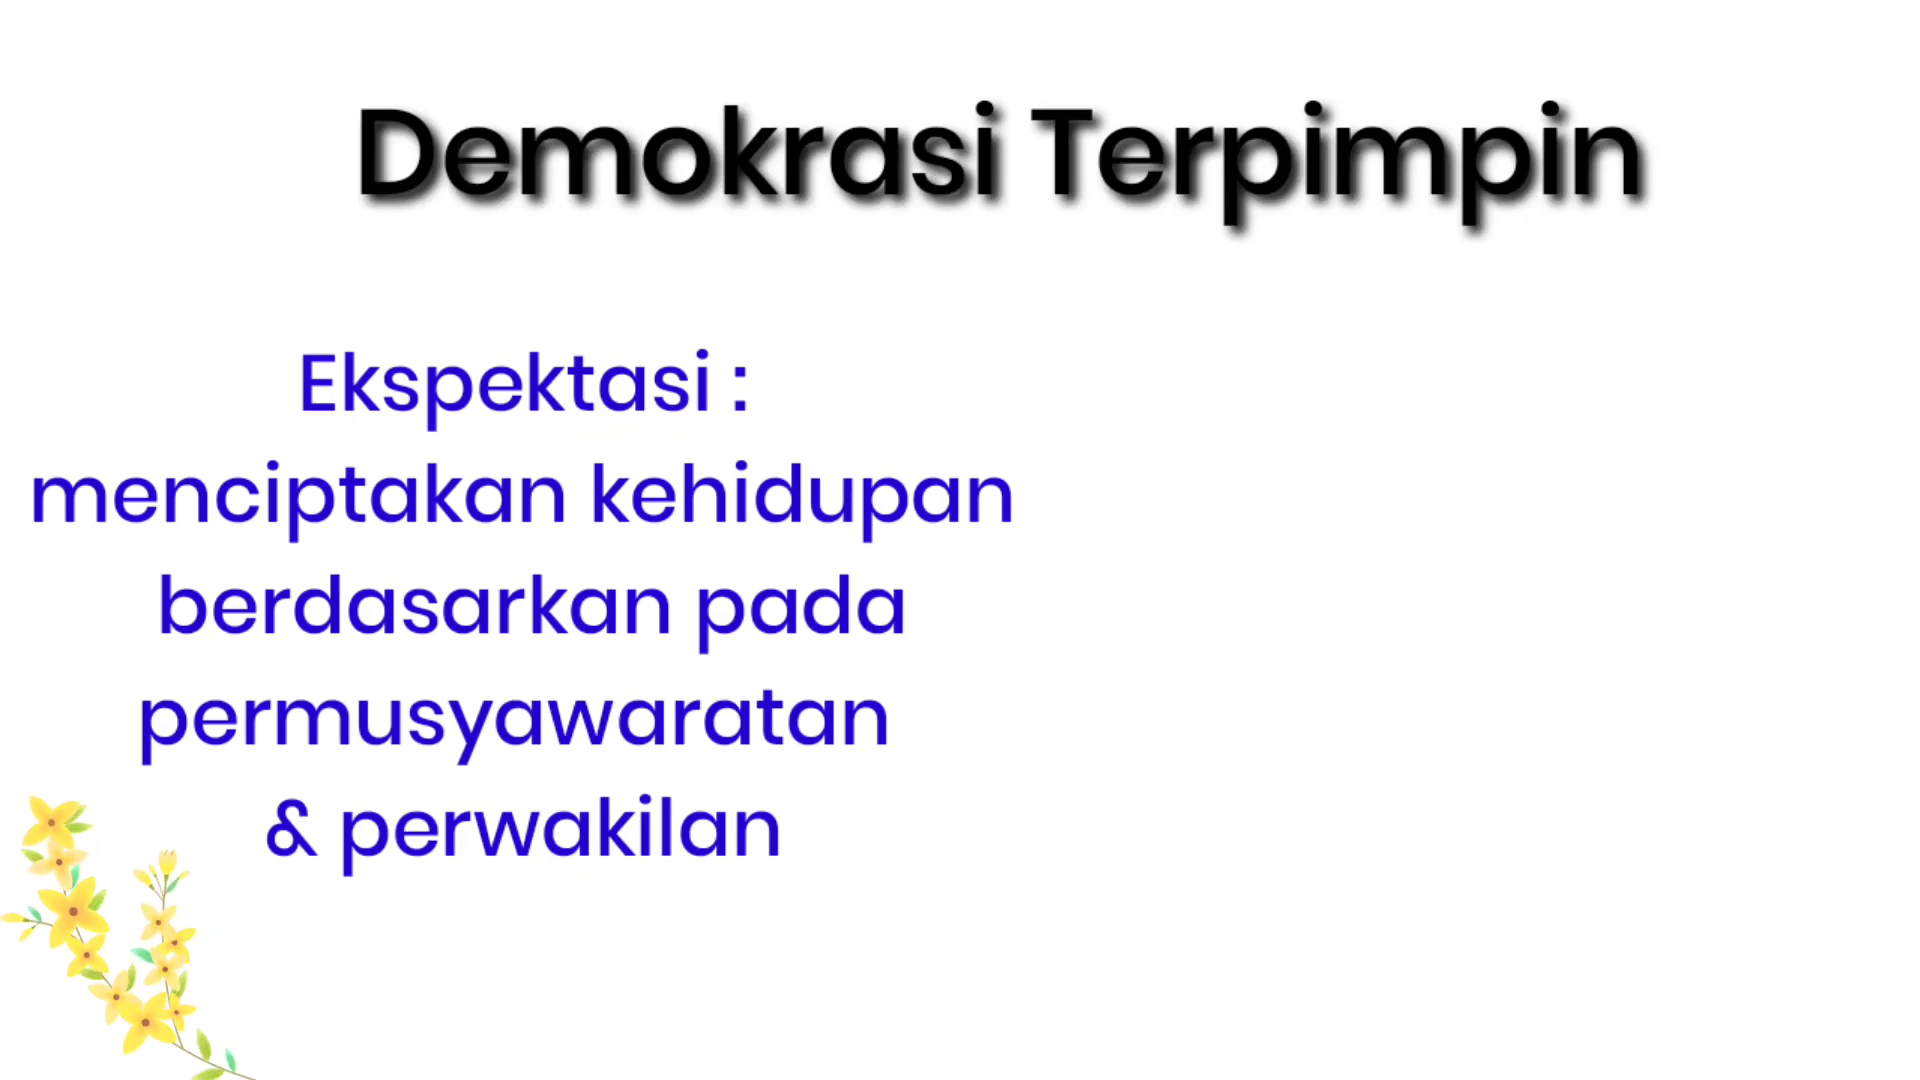 Demokrasi Terpimpin
Ekspektasi :
menciptakan kehidupan
berdasarkan pada
permusyawaratan
& perwakilan